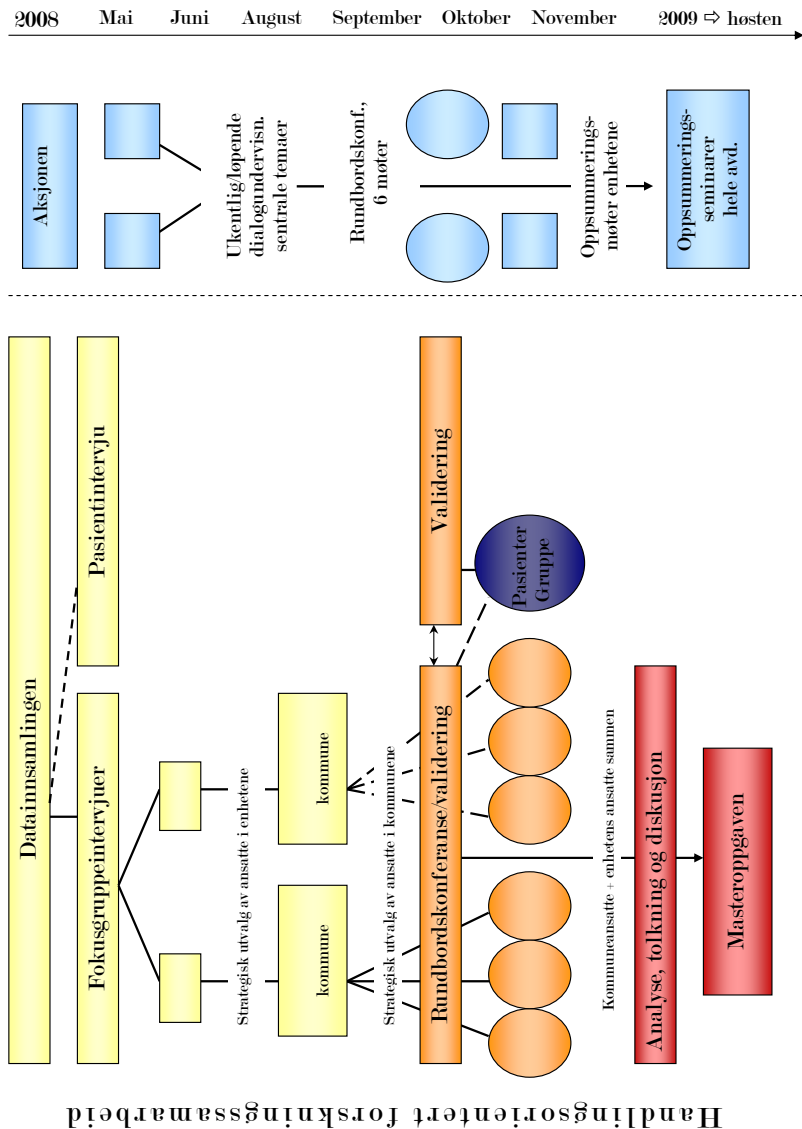 Handlingsorientert forskningssamarbeid
2008
Mai
Juni
August
September
Oktober
November
2009 ⇨ høsten
Aksjonen
Ukentlig/løpende
dialogundervisn.
sentrale temaer
Rundbordskonf.,
6 møter
Oppsummerings-
møter enhetene
Oppsummerings-
seminarer
hele avd.
Datainnsamlingen
Fokusgruppeintervjuer
Pasientintervju
Strategisk utvalg av ansatte i enhetene
kommune
kommune
Strategisk utvalg av ansatte i kommunene
Rundbordskonferanse/validering
Validering
Pasienter
Gruppe
Kommuneansatte + enhetens ansatte sammen
Analyse, tolkning og diskusjon
Masteroppgaven